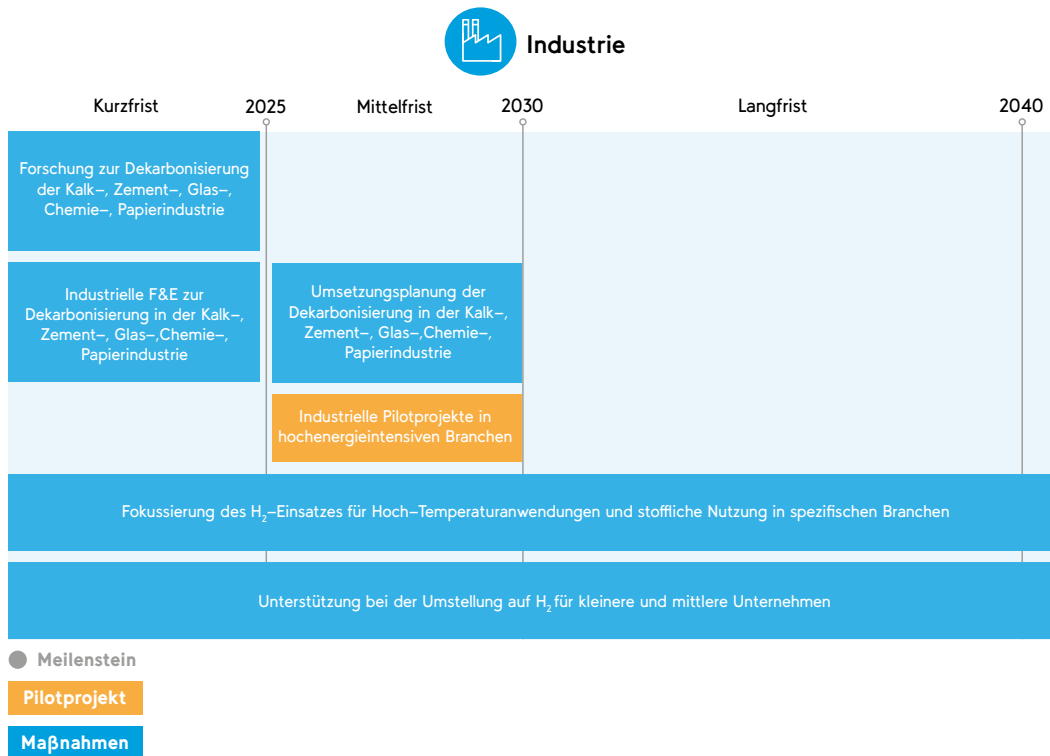 Industrie
Kurzfrist 2025 Mittelfrist 2030 Langfrist 2040
Forschung zur Dekarbonisierung
der Kalk–, Zement–, Glas–,
Chemie–, Papierindustrie
Industrielle F&E zur
Dekarbonisierung in der Kalk–,
Zement–, Glas–,Chemie–,
Papierindustrie
Umsetzungsplanung der
Dekarbonisierung in der Kalk–,
Zement–, Glas–,Chemie–,
Papierindustrie
Industrielle Pilotprojekte in
hochenergieintensiven Branchen
Fokussierung des H₂–Einsatzes für Hoch–Temperaturanwendungen und stoffliche Nutzung in spezifischen Branchen
Unterstützung bei der Umstellung auf H₂ für kleinere und mittlere Unternehmen
Meilenstein
Pilotprojekt
Maßnahmen